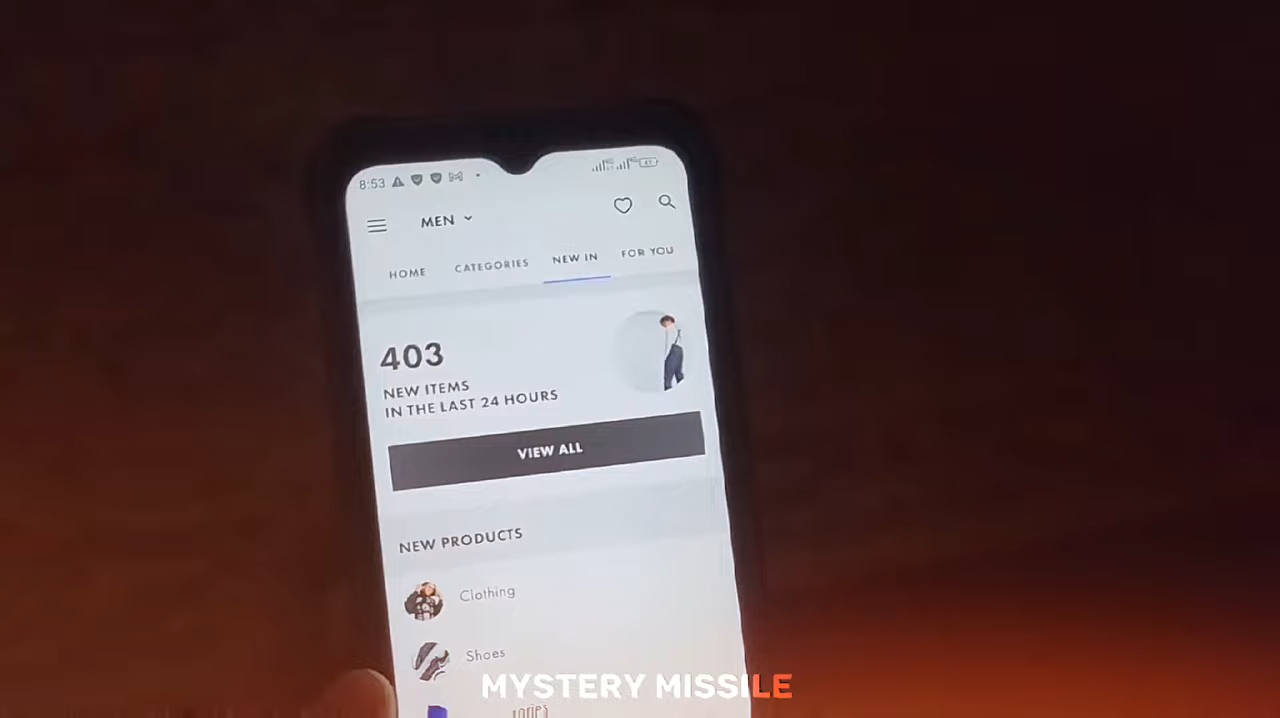 8:53
MEN
HOME CATEGORIES NEW IN FOR YOU
403
NEW ITEMS
IN THE LAST 24 HOURS
VIEW ALL
NEW PRODUCTS
Clothing
Shoes
MYSTERY MISSILE